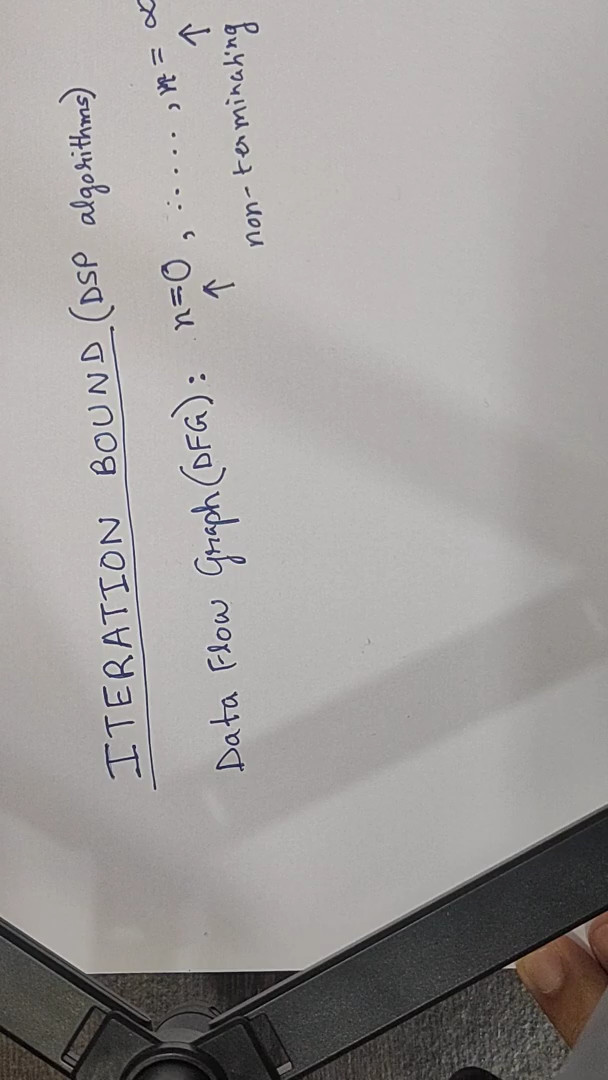 ITERATION BOUND (DSP algorithms)
Data Flow Graph (DFG): n=0, ......, n = ∞
↑ ↑
non-terminating